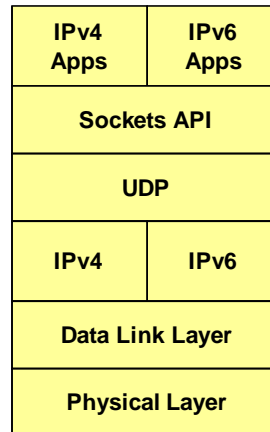 IPv4 IPv6
Apps Apps
Sockets API
UDP
IPv4 IPv6
Data Link Layer
Physical Layer